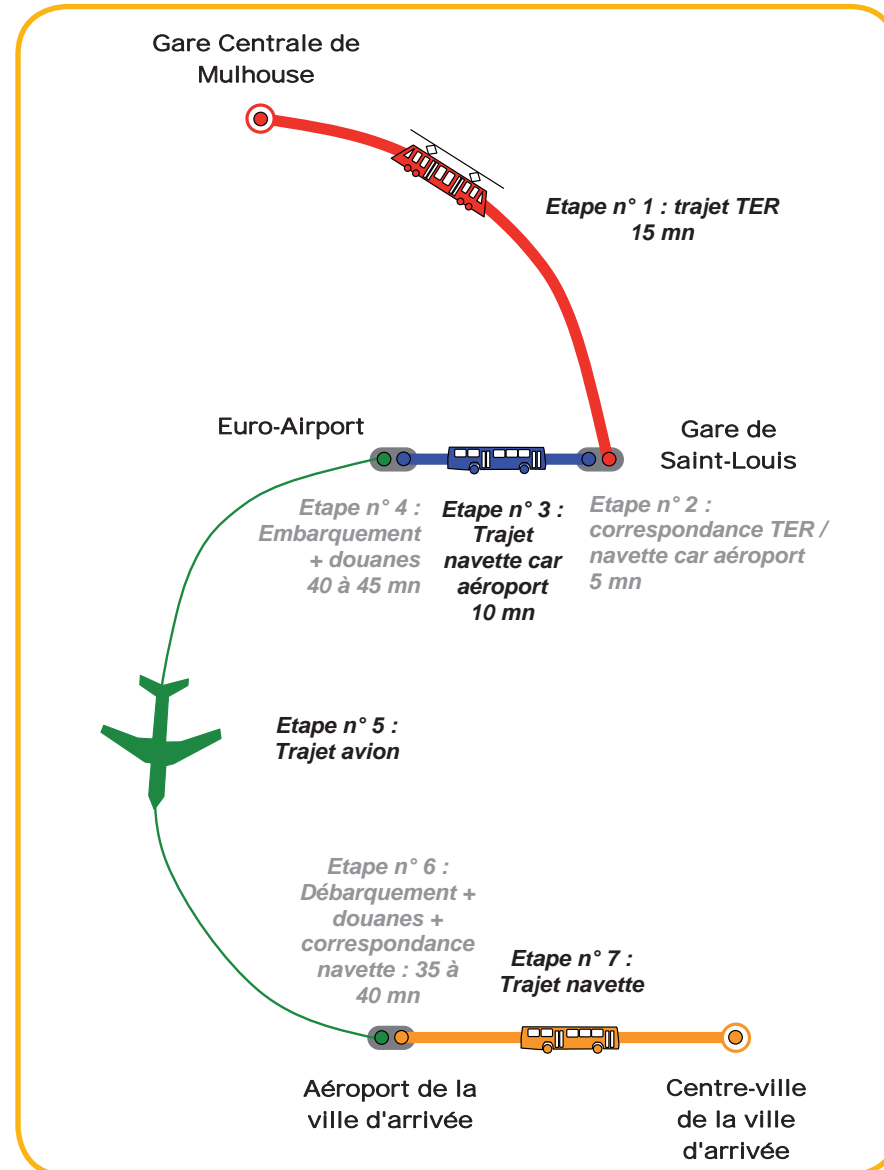 Gare Centrale de
Mulhouse
Etape n° 1 : trajet TER
15 mn
Euro-Airport
Gare de
Saint-Louis
Etape n° 4 :
Embarquement
+ douanes
40 à 45 mn
Etape n° 3 :
Trajet
navette car
aéroport
10 mn
Etape n° 2 :
correspondance TER /
navette car aéroport
5 mn
Etape n° 5 :
Trajet avion
Etape n° 6 :
Débarquement +
douanes +
correspondance
navette : 35 à
40 mn
Etape n° 7 :
Trajet navette
Aéroport de la
ville d'arrivée
Centre-ville
de la ville
d'arrivée